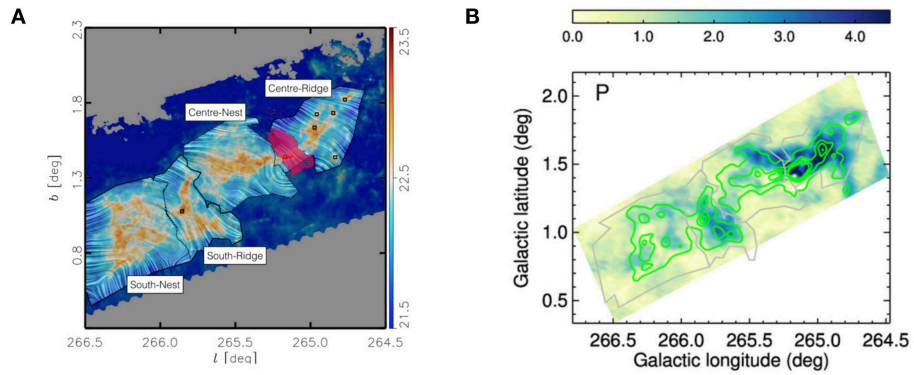 A
2.3
1.8
1.3
0.8
b [deg]
Centre-Ridge
Centre-Nest
South-Ridge
South-Nest
266.5 266.0 265.5 265.0 264.5
l [deg]
23.5
22.5
21.5
B
0.0 1.0 2.0 3.0 4.0
P
2.0
1.5
1.0
0.5
Galactic latitude (deg)
266.5 266.0 265.5 265.0 264.5
Galactic longitude (deg)